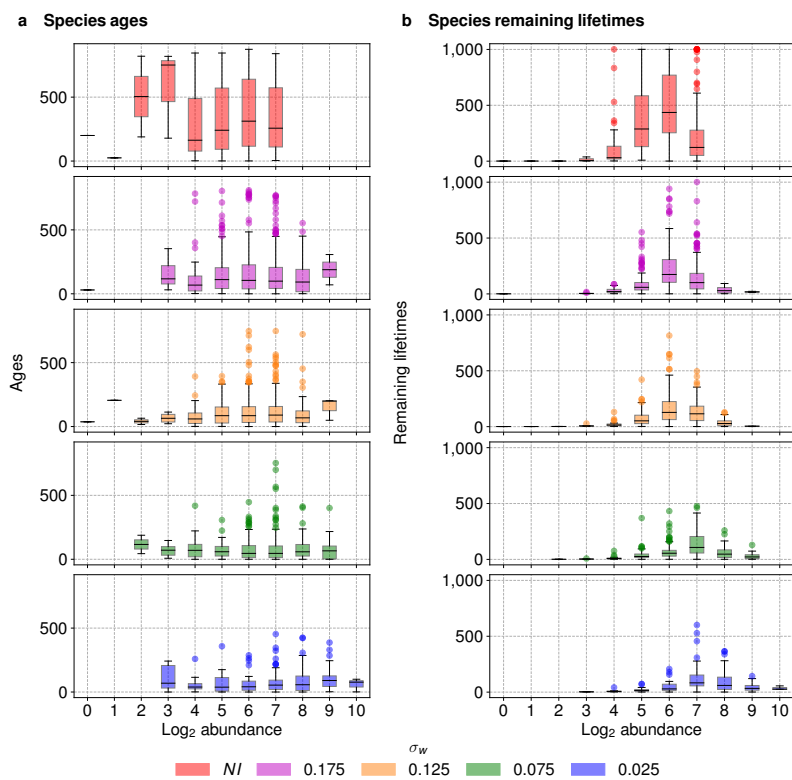 a Species ages
b Species remaining lifetimes
500
0
500
0
500
0
500
0
500
0
Ages
0 1 2 3 4 5 6 7 8 9 10
Log2 abundance
1,000
500
0
1,000
500
0
1,000
500
0
1,000
500
0
1,000
500
0
Remaining lifetimes
0 1 2 3 4 5 6 7 8 9 10
Log2 abundance
σw
NI 0.175 0.125 0.075 0.025